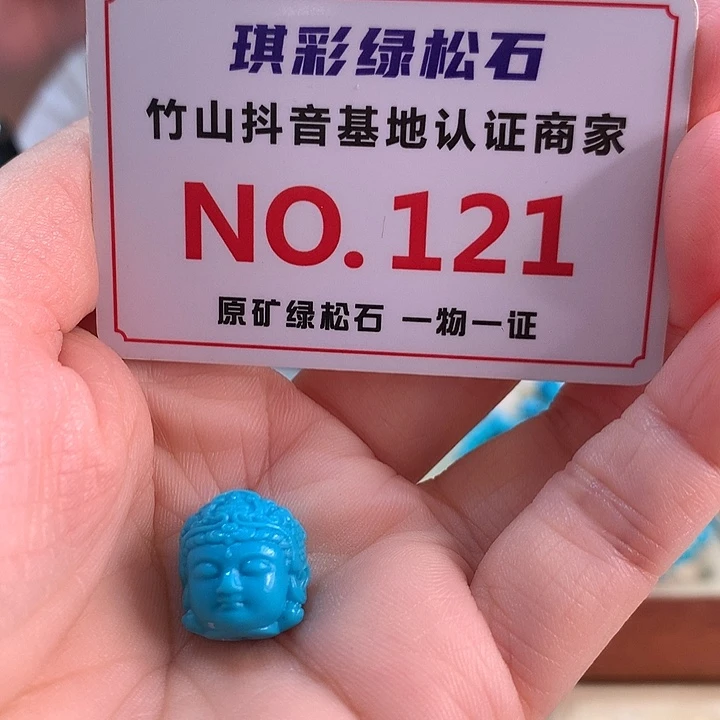 琪彩绿松石
竹山抖音基地认证商家
NO.121
原矿绿松石 一物一证